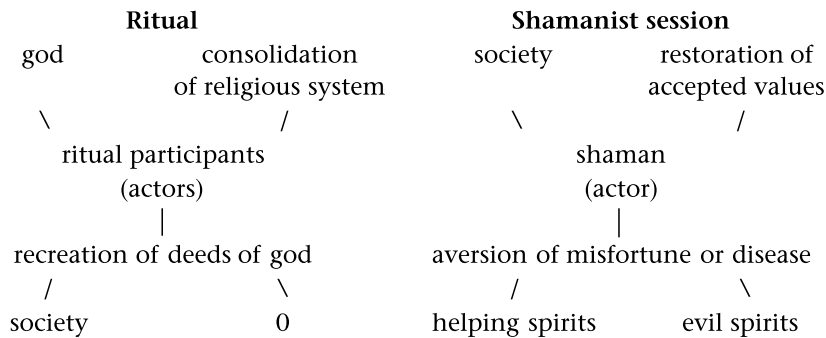 Ritual
god
consolidation
of religious system
ritual participants
(actors)
recreation of deeds of god
society
0
Shamanist session
society
restoration of
accepted values
shaman
(actor)
aversion of misfortune or disease
helping spirits
evil spirits